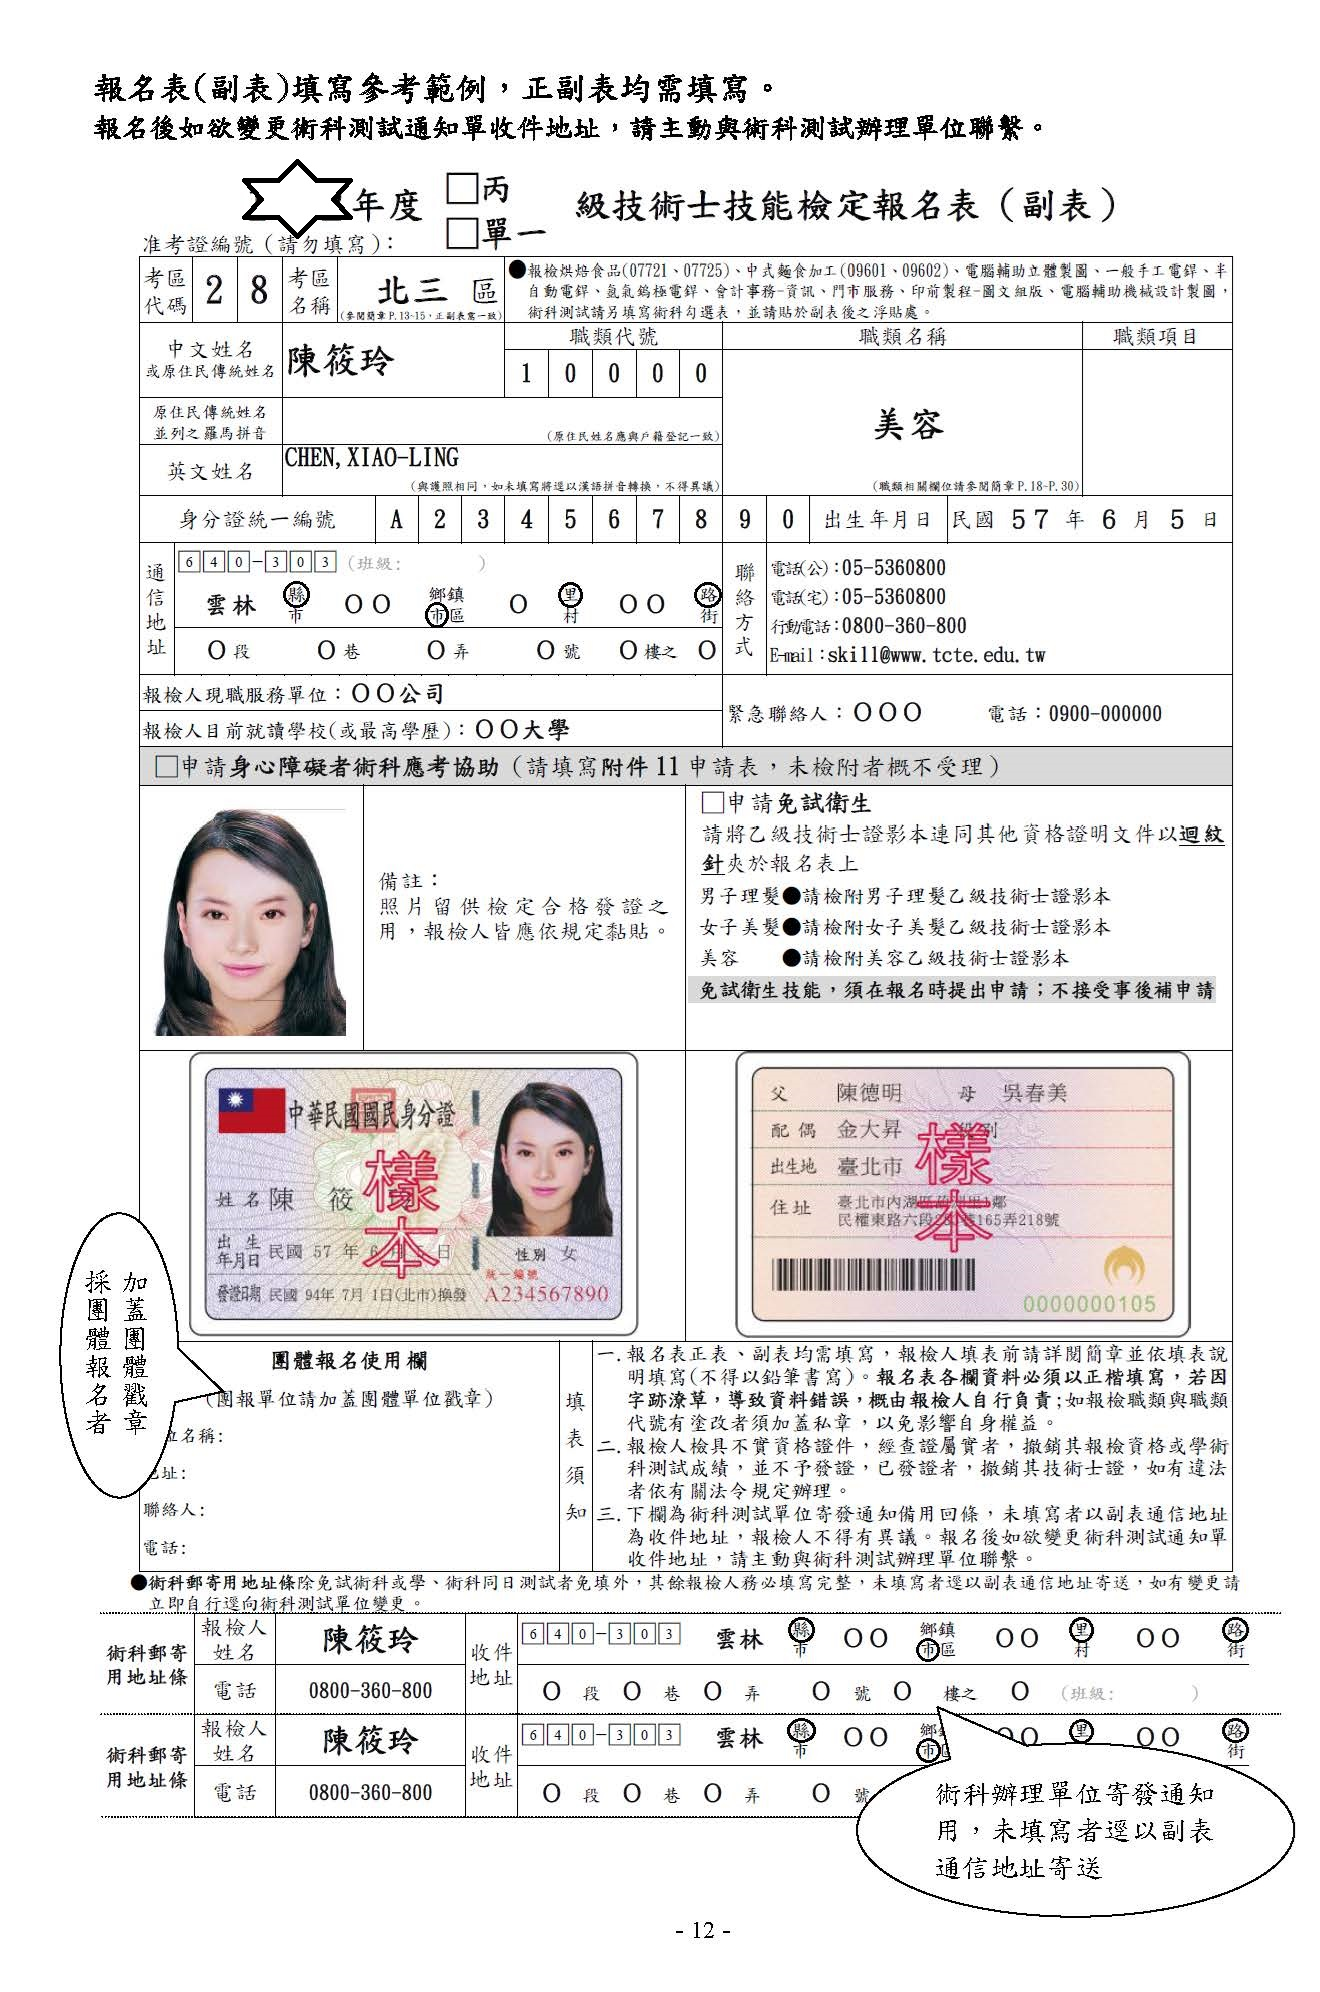 報名表(副表)填寫參考範例，正副表均需填寫。
報名後如欲變更術科測試通知單收件地址，請主動與術科測試辦理單位聯繫。
年度 □丙 級技術士技能檢定報名表（副表）
□單一
准考證編號（請勿填寫）：
考區代碼 2 8 考區名稱 北三 區
(參閱簡章P.13~15，正副表需一致)
●報檢烘焙食品(07721、07725)、中式麵食加工(09601、09602)、電腦輔助立體製圖、一般手工電銲、半
自動電銲、氬氣鎢極電銲、會計事務-資訊、門市服務、印前製程-圖文組版、電腦輔助機械設計製圖，
術科測試請另填寫術科勾選表，並請貼於副表後之浮貼處。
中文姓名
或原住民傳統姓名
陳筱玲
職類代號
1 0 0 0 0
職類名稱
美容
(職類相關欄位請參閱簡章P.18~P.30)
職類項目
原住民傳統姓名
並列之羅馬拼音
(原住民姓名應與戶籍登記一致)
英文姓名
CHEN,XIAO-LING
(與護照相同，如未填寫將逕以漢語拼音轉換，不得異議)
身分證統一編號 A 2 3 4 5 6 7 8 9 0 出生年月日 民國 57 年 6 月 5 日
通信地址
640-303（班級： ）
雲林 縣市 ＯＯ 鄉鎮市區 Ｏ 里村 ＯＯ 路街
Ｏ段 Ｏ巷 Ｏ弄 Ｏ號 Ｏ樓之 Ｏ
聯絡方式
電話(公)：05-5360800
電話(宅)：05-5360800
行動電話：0800-360-800
E-mail：skill@www.tcte.edu.tw
報檢人現職服務單位：ＯＯ公司
報檢人目前就讀學校(或最高學歷)：ＯＯ大學
緊急聯絡人：ＯＯＯ 電話：0900-000000
□申請身心障礙者術科應考協助（請填寫附件11申請表，未檢附者概不受理）
備註：
照片留供檢定合格發證之
用，報檢人皆應依規定黏貼。
□申請免試衛生
請將乙級技術士證影本連同其他資格證明文件以迴紋
針夾於報名表上
男子理髮●請檢附男子理髮乙級技術士證影本
女子美髮●請檢附女子美髮乙級技術士證影本
美容 ●請檢附美容乙級技術士證影本
免試衛生技能，須在報名時提出申請；不接受事後補申請
中華民國國民身分證
樣本
姓名 陳 筱
出生年月日 民國 57 年 6 月 日
性別 女
統一編號
發證日期 民國 94年 7月 1日(北市)換發 A234567890
父 陳德明 母 吳春美
配偶 金大昇
出生地 臺北市
住址 臺北市內湖區 里1鄰
民權東路六段 165弄218號
樣本
0000000105
加蓋團體戳章
採團體報名者
團體報名使用欄
(團報單位請加蓋團體單位戳章)
位名稱：
址：
聯絡人：
電話：
填表須知
一.報名表正表、副表均需填寫，報檢人填表前請詳閱簡章並依填表說
明填寫(不得以鉛筆書寫)。報名表各欄資料必須以正楷填寫，若因
字跡潦草，導致資料錯誤，概由報檢人自行負責；如報檢職類與職類
代號有塗改者須加蓋私章，以免影響自身權益。
二.報檢人檢具不實資格證件，經查證屬實者，撤銷其報檢資格或學術
科測試成績，並不予發證，已發證者，撤銷其技術士證，如有違法
者依有關法令規定辦理。
三.下欄為術科測試單位寄發通知備用回條，未填寫者以副表通信地址
為收件地址，報檢人不得有異議。報名後如欲變更術科測試通知單
收件地址，請主動與術科測試辦理單位聯繫。
●術科郵寄用地址條除免試術科或學、術科同日測試者免填外，其餘報檢人務必填寫完整，未填寫者逕以副表通信地址寄送，如有變更請
立即自行逕向術科測試單位變更。
術科郵寄用地址條
報檢人姓名 陳筱玲 收件地址 640-303 雲林 縣市 ＯＯ 鄉鎮市區 ＯＯ 里村 ＯＯ 路街
電話 0800-360-800 Ｏ 段 Ｏ 巷 Ｏ 弄 Ｏ 號 Ｏ 樓之 Ｏ （班級： ）
術科郵寄用地址條
報檢人姓名 陳筱玲 收件地址 640-303 雲林 縣市 ＯＯ 鄉 市 ＯＯ 里 ＯＯ 路街
電話 0800-360-800 Ｏ 段 Ｏ 巷 Ｏ 弄 Ｏ 號
術科辦理單位寄發通知
用，未填寫者逕以副表
通信地址寄送
- 12 -